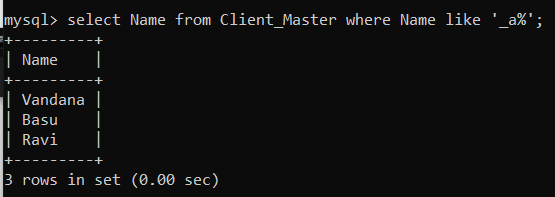 mysql> select Name from Client_Master where Name like '_a%';
+---------+
| Name    |
+---------+
| Vandana |
| Basu    |
| Ravi    |
+---------+
3 rows in set (0.00 sec)